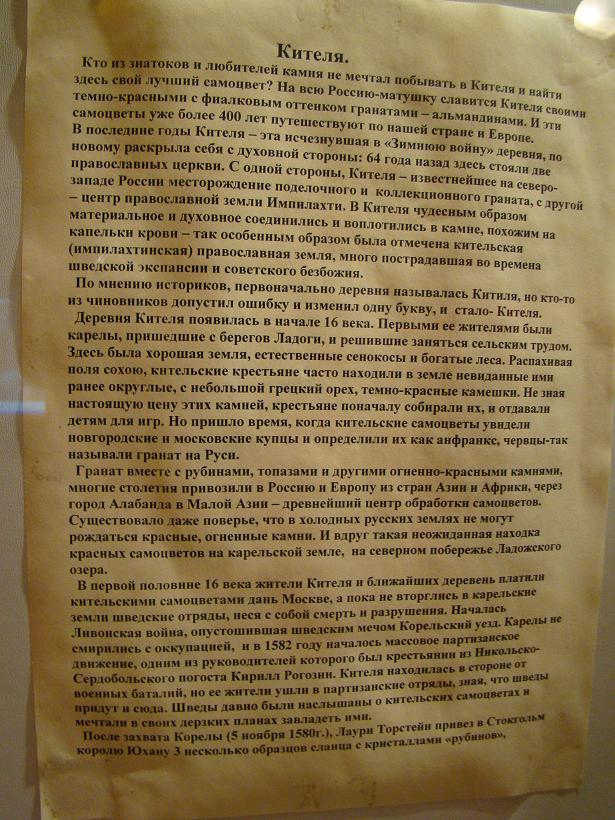 Кителя.
Кто из знатоков и любителей камня не мечтал побывать в Кителя и найти
здесь свой лучший самоцвет? На всю Россию-матушку славится Кителя своими
темно-красными с фиалковым оттенком гранатами – альмандинами. И эти
самоцветы уже более 400 лет путешествуют по нашей стране и Европе.
В последние годы Кителя – эта исчезнувшая в «Зимнюю войну» деревня, по
новому раскрыла себя с духовной стороны: 64 года назад здесь стояли две
православных церкви. С одной стороны, Кителя – известнейшее на северо-
западе России месторождение поделочного и коллекционного граната, с другой
– центр православной земли Импилахти. В Кителя чудесным образом
материальное и духовное соединились и воплотились в камне, похожим на
капельки крови – так особенным образом была отмечена кительская
(импилахтинская) православная земля, много пострадавшая во времена
шведской экспансии и советского безбожия.
По мнению историков, первоначально деревня называлась Китиля, но кто-то
из чиновников допустил ошибку и изменил одну букву, и стало- Кителя.
Деревня Кителя появилась в начале 16 века. Первыми ее жителями были
карелы, пришедшие с берегов Ладоги, и решившие заняться сельским трудом.
Здесь была хорошая земля, естественные сенокосы и богатые леса. Распахивая
поля сохою, кительские крестьяне часто находили в земле невиданные ими
ранее округлые, с небольшой грецкий орех, темно-красные камешки. Не зная
настоящую цену этих камней, крестьяне поначалу собирали их, и отдавали
детям для игр. Но пришло время, когда кительские самоцветы увидели
новгородские и московские купцы и определили их как анфракс, червцы-так
называли гранат на Руси.
Гранат вместе с рубинами, топазами и другими огненно-красными камнями,
многие столетия привозили в Россию и Европу из стран Азии и Африки, через
город Алабанда в Малой Азии – древнейший центр обработки самоцветов.
Существовало даже поверье, что в холодных русских землях не могут
рождаться красные, огненные камни. И вдруг такая неожиданная находка
красных самоцветов на карельской земле, на северном побережье Ладожского
озера.
В первой половине 16 века жители Кителя и ближайших деревень платили
кительскими самоцветами дань Москве, а пока не вторглись в карельские
земли шведские отряды, неся с собой смерть и разрушения. Началась
Ливонская война, опустошившая шведским мечом Корельский уезд. Карелы не
смирились с оккупацией, и в 1582 году началось массовое партизанское
движение, одним из руководителей которого был крестьянин из Никольско-
Сердобольского погоста Кирилл Рогозин. Кителя находилась в стороне от
военных баталий, но ее жители ушли в партизанские отряды, зная, что шведы
придут и сюда. Шведы давно были наслышаны о кительских самоцветах и
мечтали в своих дерзких планах завладеть ими.
После захвата Корелы (5 ноября 1580г.), Лаури Торстейн привез в Стокгольм
королю Юхану 3 несколько образцов сланца с кристаллами «рубинов»,